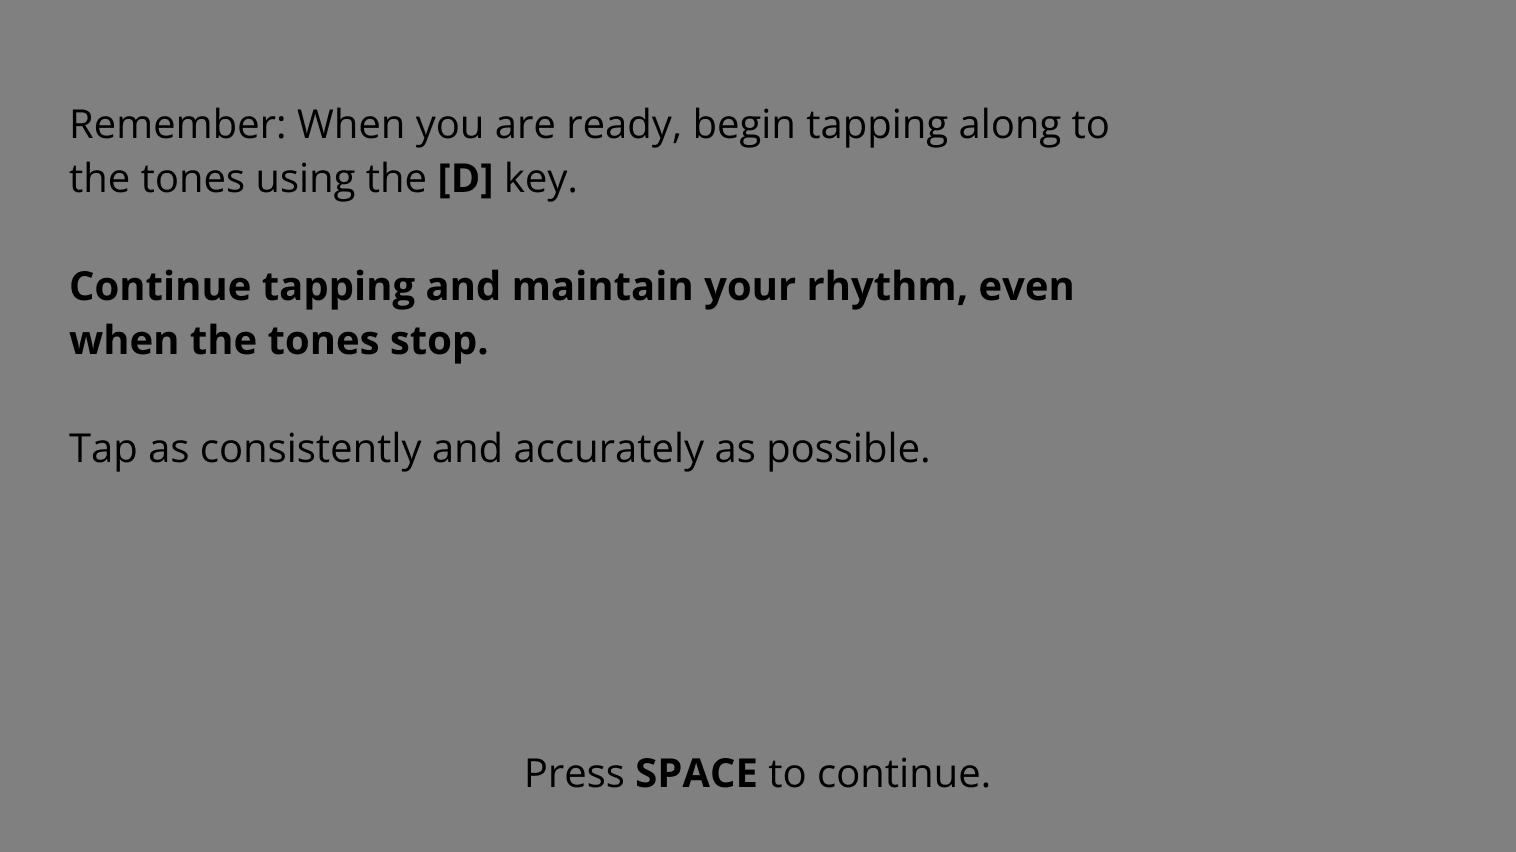 Remember: When you are ready, begin tapping along to
the tones using the [D] key.
Continue tapping and maintain your rhythm, even
when the tones stop.
Tap as consistently and accurately as possible.
Press SPACE to continue.